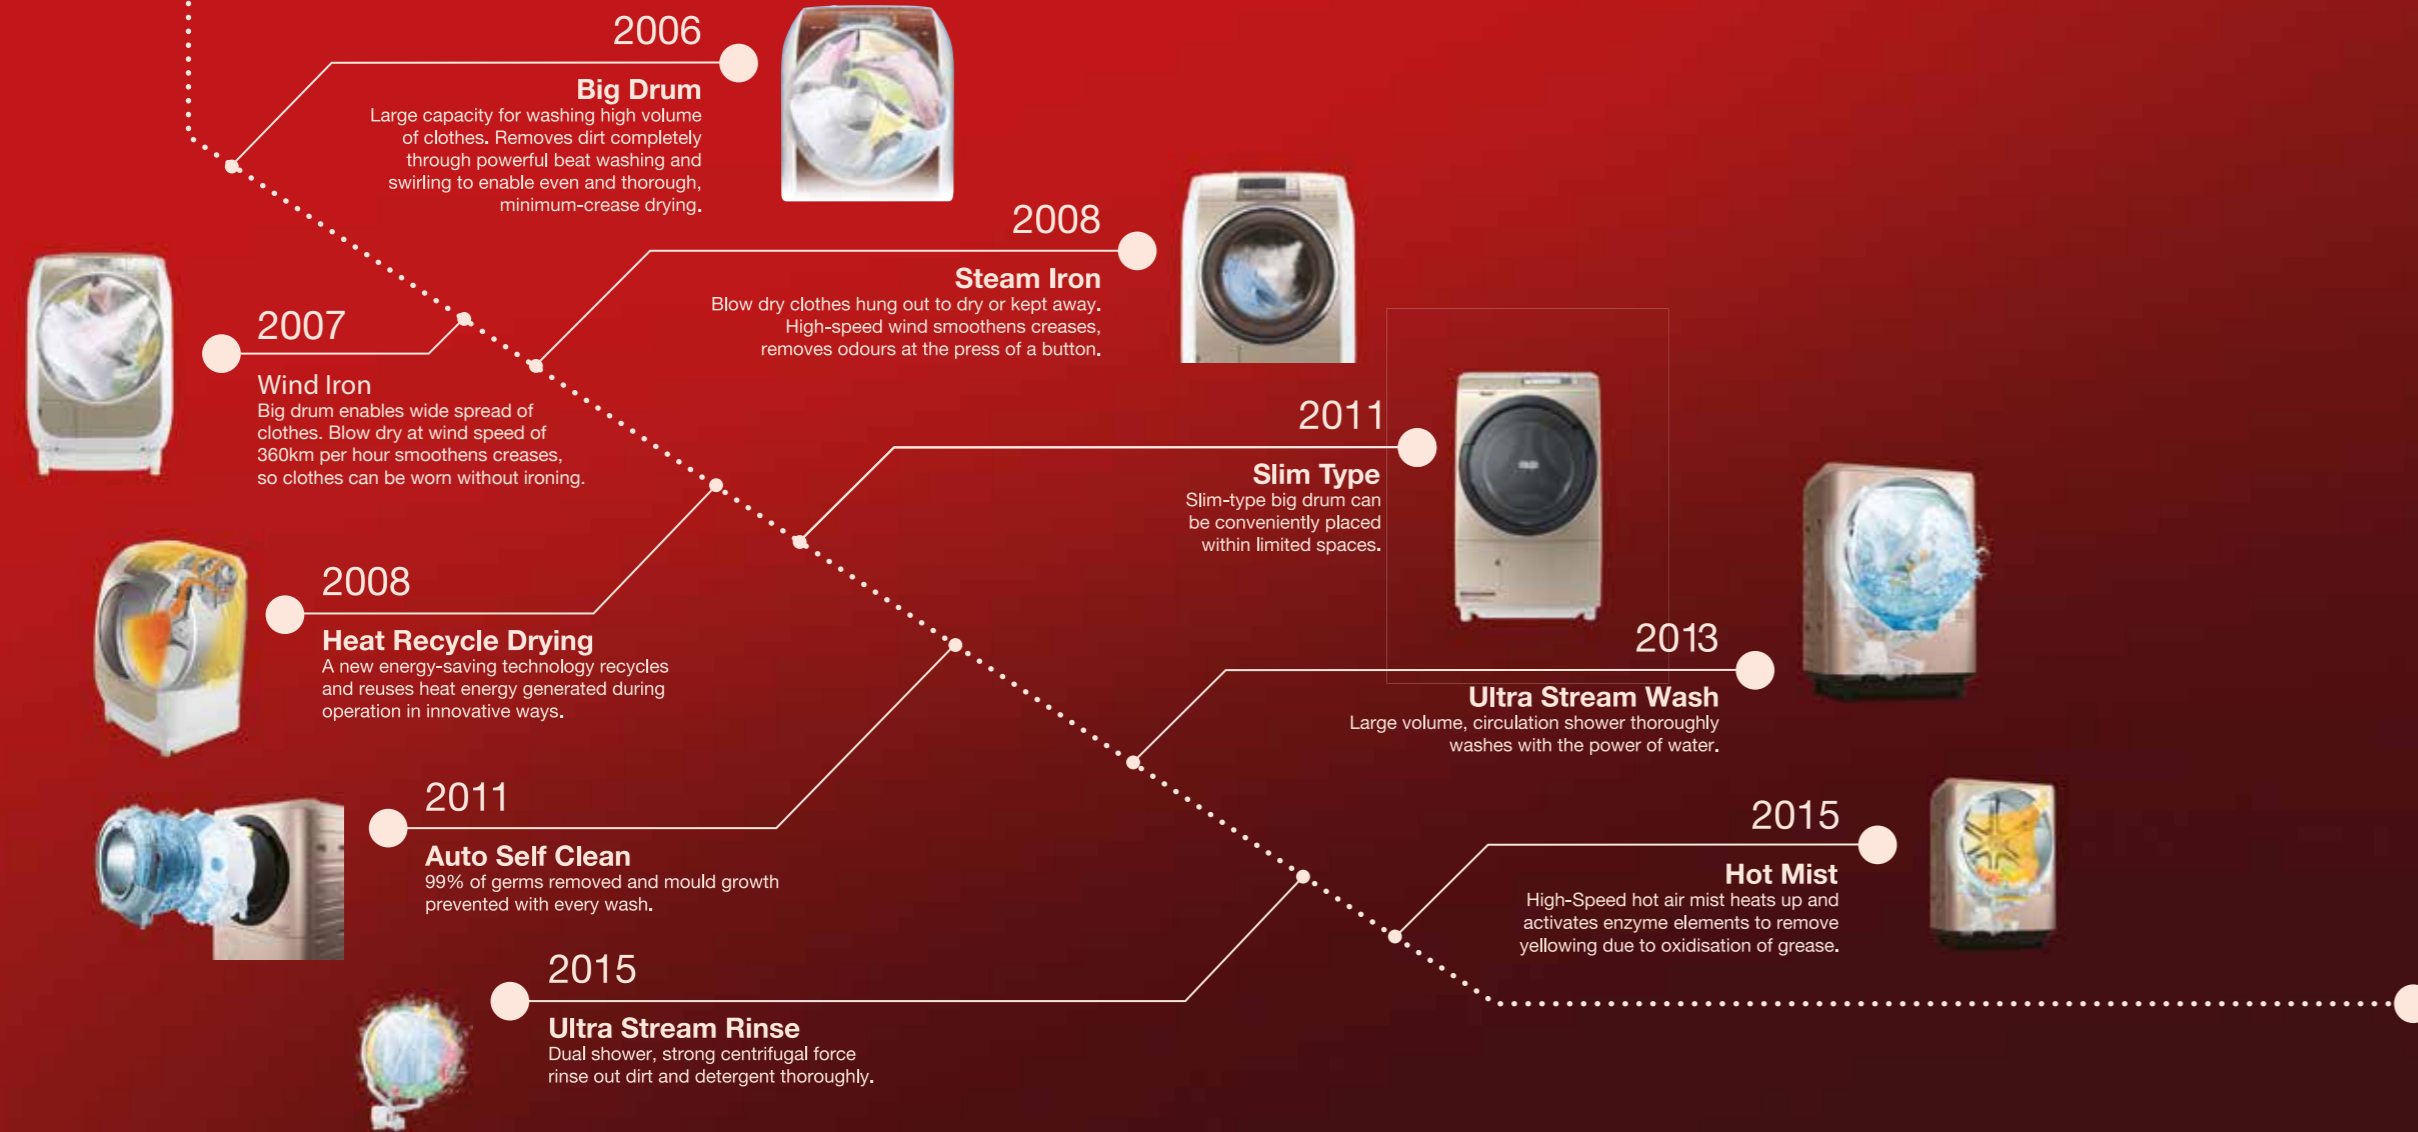 2006
Big Drum
Large capacity for washing high volume
of clothes. Removes dirt completely
through powerful beat washing and
swirling to enable even and thorough,
minimum-crease drying.
2007
Wind Iron
Big drum enables wide spread of
clothes. Blow dry at wind speed of
360km per hour smoothens creases,
so clothes can be worn without ironing.
2008
Steam Iron
Blow dry clothes hung out to dry or kept away.
High-speed wind smoothens creases,
removes odours at the press of a button.
2008
Heat Recycle Drying
A new energy-saving technology recycles
and reuses heat energy generated during
operation in innovative ways.
2011
Slim Type
Slim-type big drum can
be conveniently placed
within limited spaces.
2011
Auto Self Clean
99% of germs removed and mould growth
prevented with every wash.
2013
Ultra Stream Wash
Large volume, circulation shower thoroughly
washes with the power of water.
2015
Ultra Stream Rinse
Dual shower, strong centrifugal force
rinse out dirt and detergent thoroughly.
2015
Hot Mist
High-Speed hot air mist heats up and
activates enzyme elements to remove
yellowing due to oxidisation of grease.